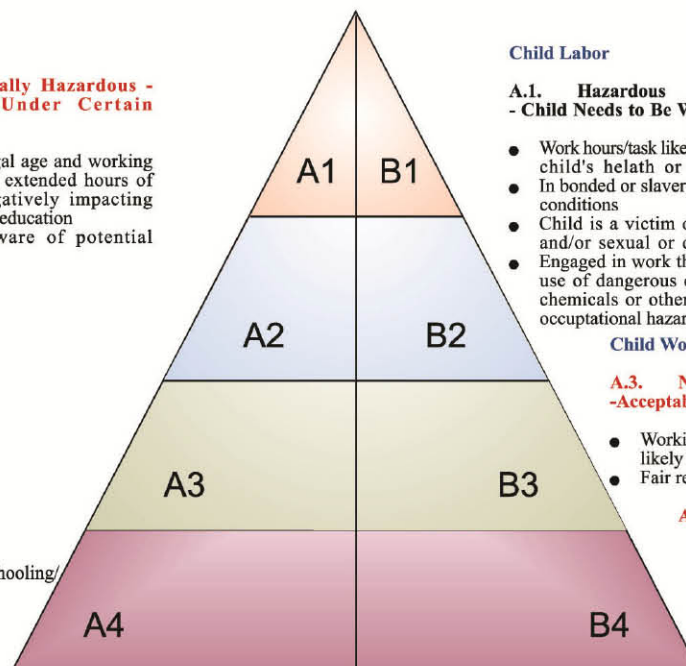 ally Hazardous -
Under Certain
gal age and working
extended hours of
gatively impacting
education
ware of potential
hooling/
A1 B1
A2 B2
A3 B3
A4 B4
Child Labor
A.1. Hazardous
- Child Needs to Be W
● Work hours/task like
child's helath or
● In bonded or slaver
conditions
● Child is a victim
and/or sexual or
● Engaged in work th
use of dangerous
chemicals or other
occuptational hazar
Child Wo
A.3. N
-Acceptal
● Worki
likely
● Fair re
A